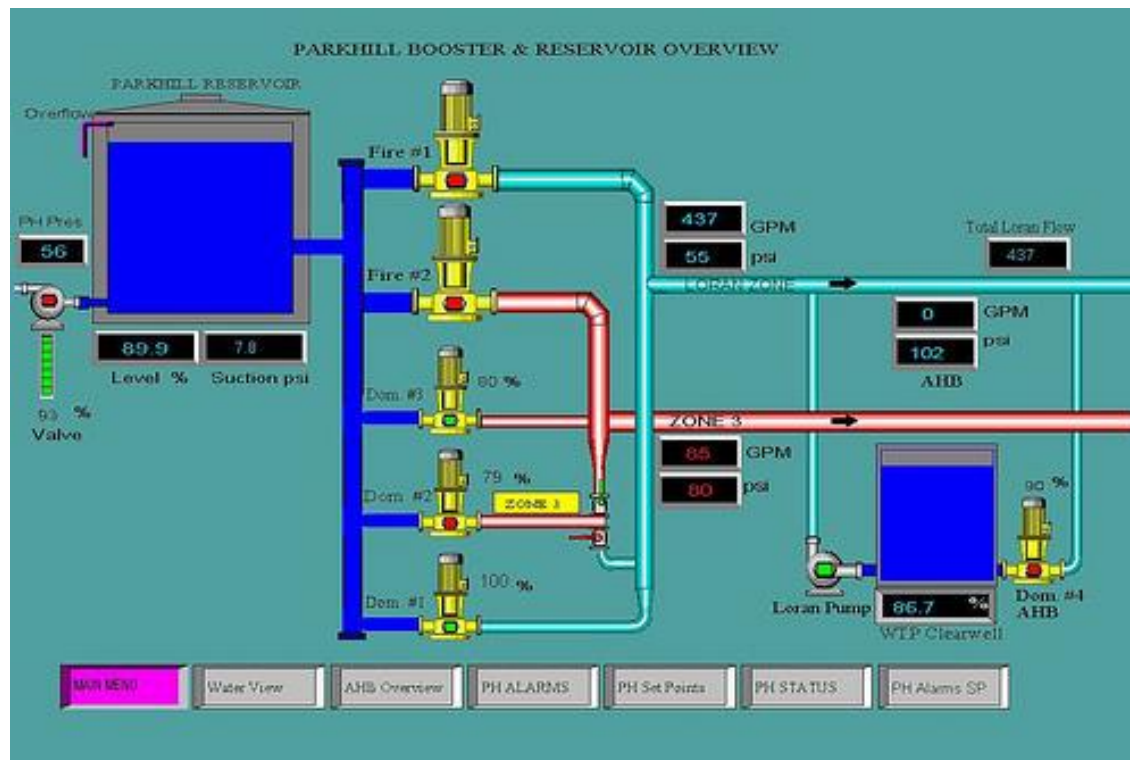 PARKHILL BOOSTER & RESERVOIR OVERVIEW
PARKHILL RESERVOIR
Overflow
Fire #1
PH Pres
56
437 GPM
55 psi
Total Loran Flow
437
Fire #2
LORAN ZONE
0 GPM
102 psi
AHB
89.9
7.8
Level %
Suction psi
93 %
Valve
Dom. #3
80 %
ZONE 3
85 GPM
80 psi
Dom #2
79 %
ZONE 3
90 %
Dom. #1
100 %
Loran Pump
86.7 %
WTP Clearwell
Dom. #4
AHB
MAIN MENU
Water View
AHB Overview
PH ALARMS
PH Set Points
PH STATUS
PH Alarms SP